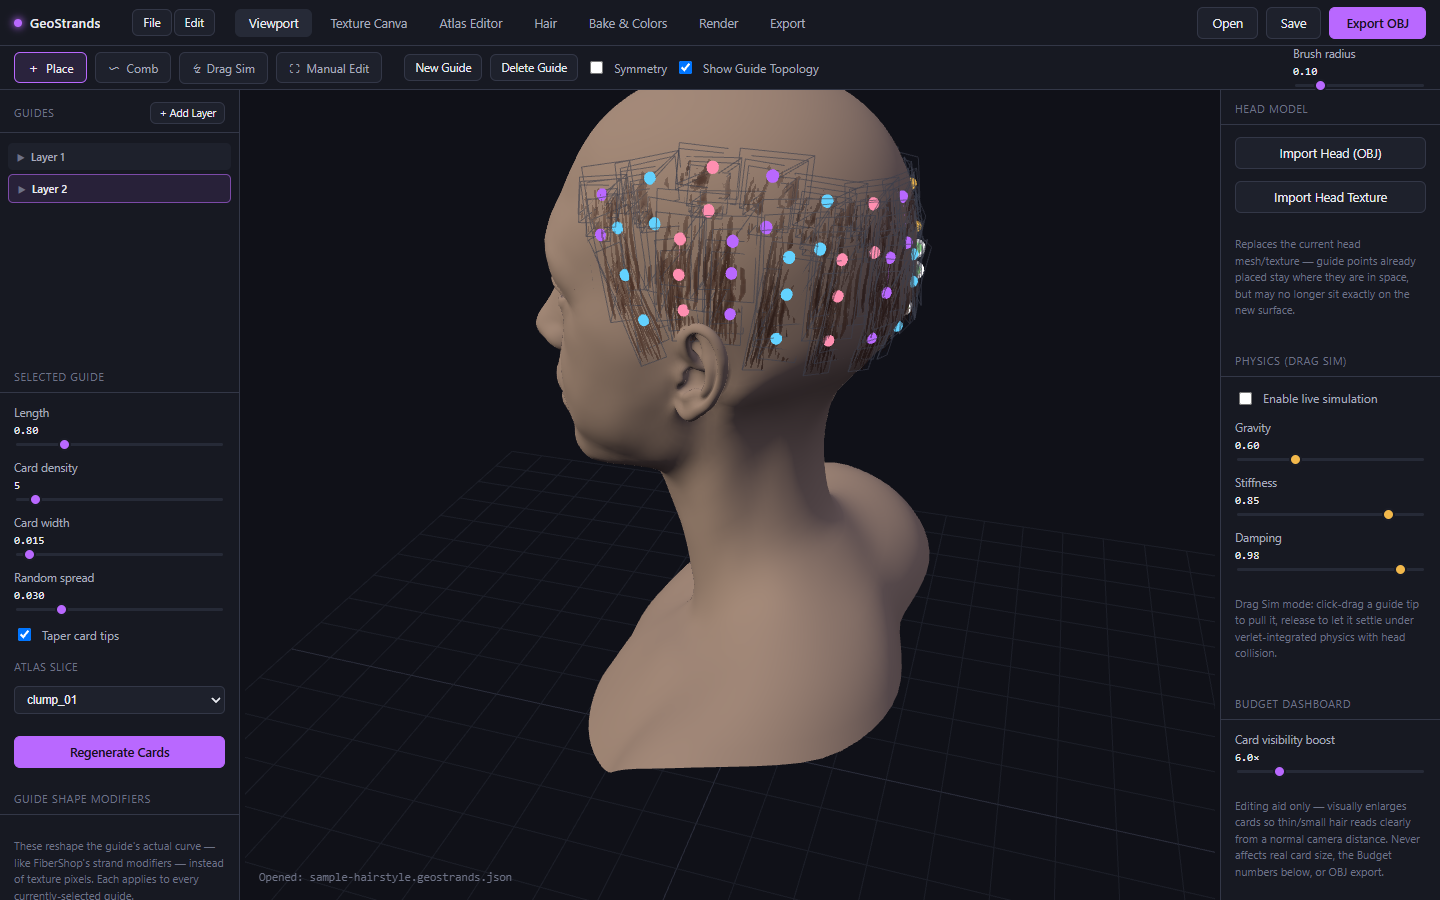 GeoStrands
File
Edit
Viewport
Texture Canva
Atlas Editor
Hair
Bake & Colors
Render
Export
Open
Save
Export OBJ
Place
Comb
Drag Sim
Manual Edit
New Guide
Delete Guide
Symmetry
Show Guide Topology
Brush radius
0.10
GUIDES
+ Add Layer
Layer 1
Layer 2
SELECTED GUIDE
Length
0.80
Card density
5
Card width
0.015
Random spread
0.030
Taper card tips
ATLAS SLICE
clump_01
Regenerate Cards
GUIDE SHAPE MODIFIERS
These reshape the guide's actual curve —
like FiberShop's strand modifiers — instead
of texture pixels. Each applies to every
currently-selected guide.
Opened: sample-hairstyle.geostrands.json
HEAD MODEL
Import Head (OBJ)
Import Head Texture
Replaces the current head
mesh/texture — guide points already
placed stay where they are in space,
but may no longer sit exactly on the
new surface.
PHYSICS (DRAG SIM)
Enable live simulation
Gravity
0.60
Stiffness
0.85
Damping
0.98
Drag Sim mode: click-drag a guide tip
to pull it, release to let it settle under
verlet-integrated physics with head
collision.
BUDGET DASHBOARD
Card visibility boost
6.0×
Editing aid only — visually enlarges
cards so thin/small hair reads clearly
from a normal camera distance. Never
affects real card size, the Budget
numbers below, or OBJ export.